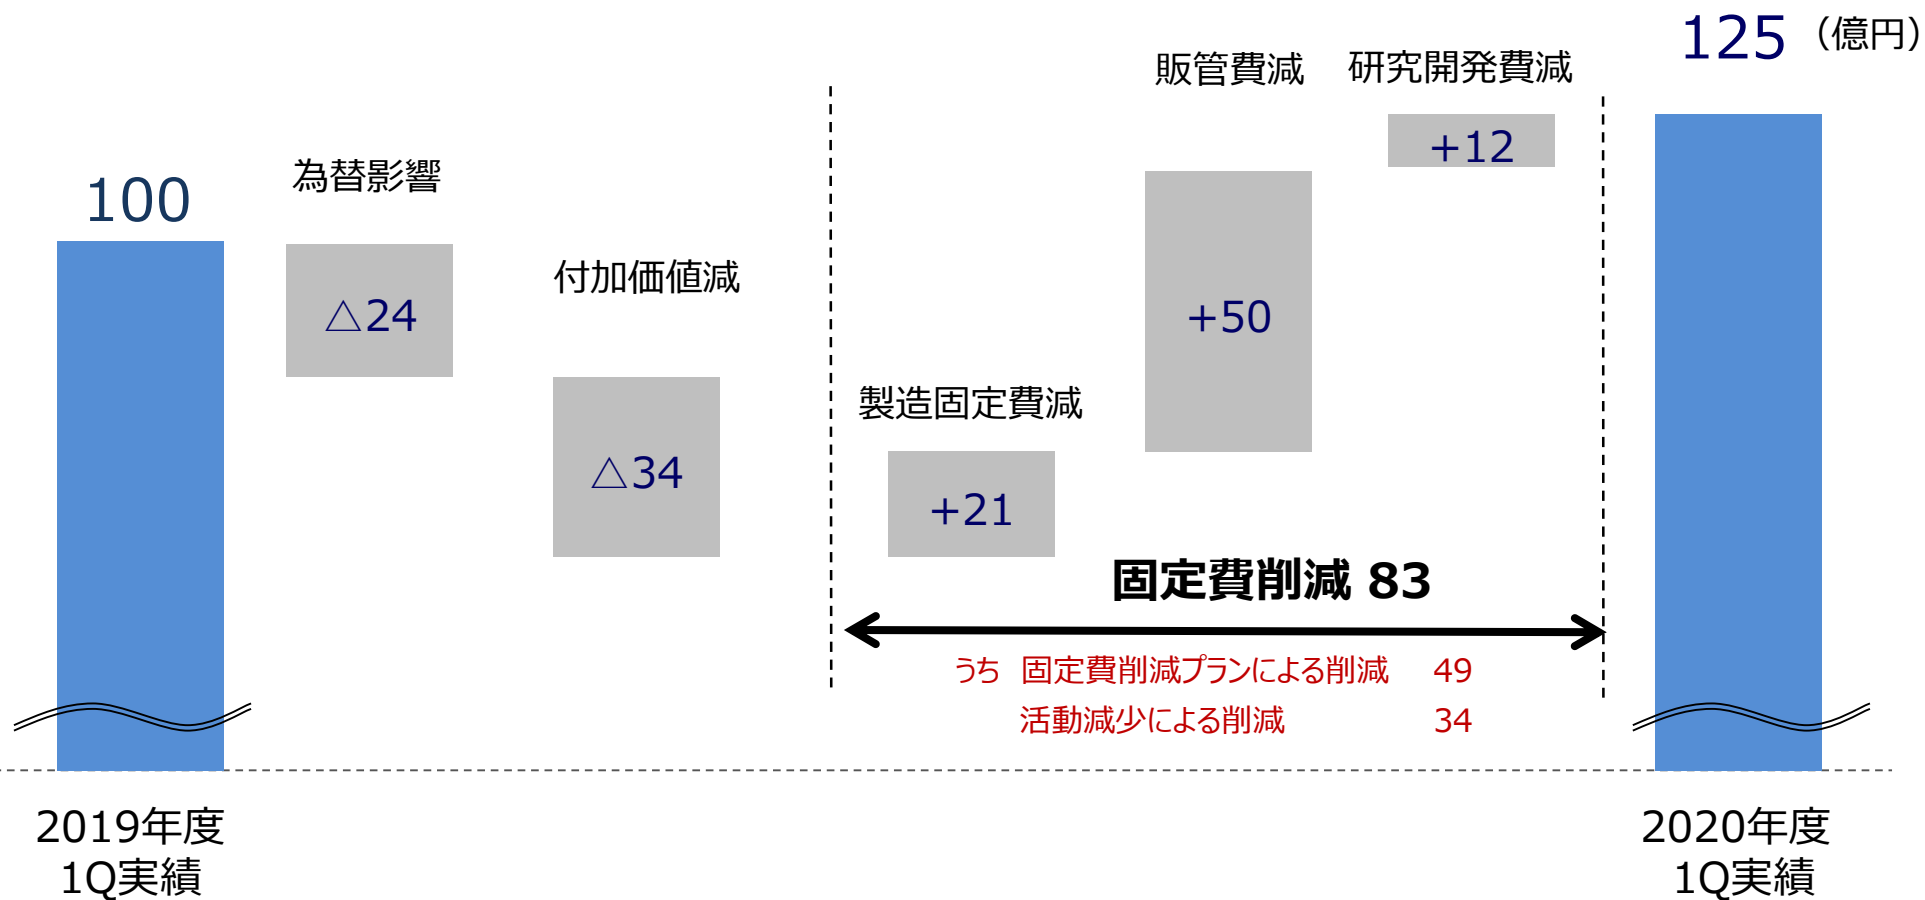 125 （億円）
販管費減
研究開発費減
+12
為替影響
100
付加価値減
△24
+50
製造固定費減
△34
+21
固定費削減 83
うち 固定費削減プランによる削減 49
活動減少による削減 34
2019年度
1Q実績
2020年度
1Q実績